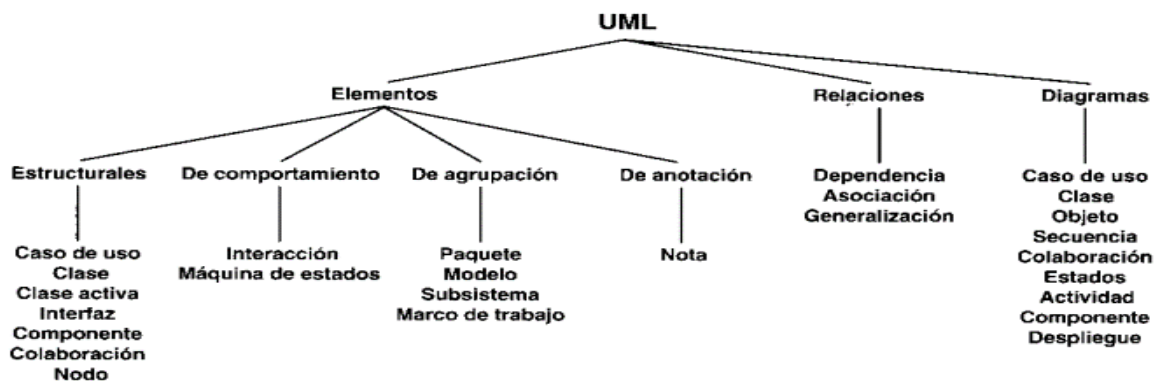 UML
Elementos
Relaciones
Diagramas
Estructurales
De comportamiento
De agrupación
De anotación
Dependencia
Asociación
Generalización
Caso de uso
Clase
Objeto
Secuencia
Colaboración
Estados
Actividad
Componente
Despliegue
Caso de uso
Clase
Clase activa
Interfaz
Componente
Colaboración
Nodo
Interacción
Máquina de estados
Paquete
Modelo
Subsistema
Marco de trabajo
Nota